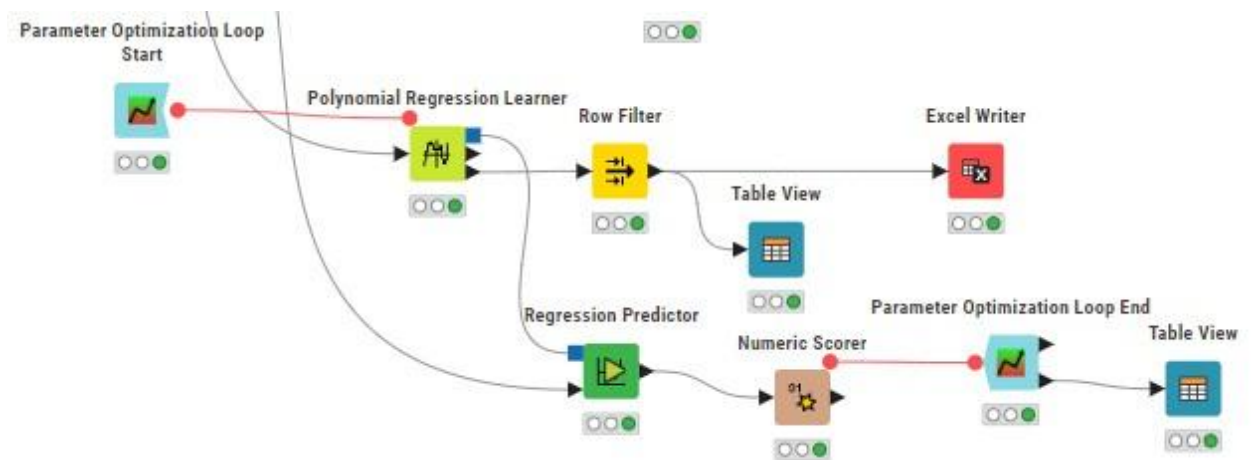 Parameter Optimization Loop
Start
Polynomial Regression Learner
Row Filter
Excel Writer
Table View
Regression Predictor
Numeric Scorer
Parameter Optimization Loop End
Table View